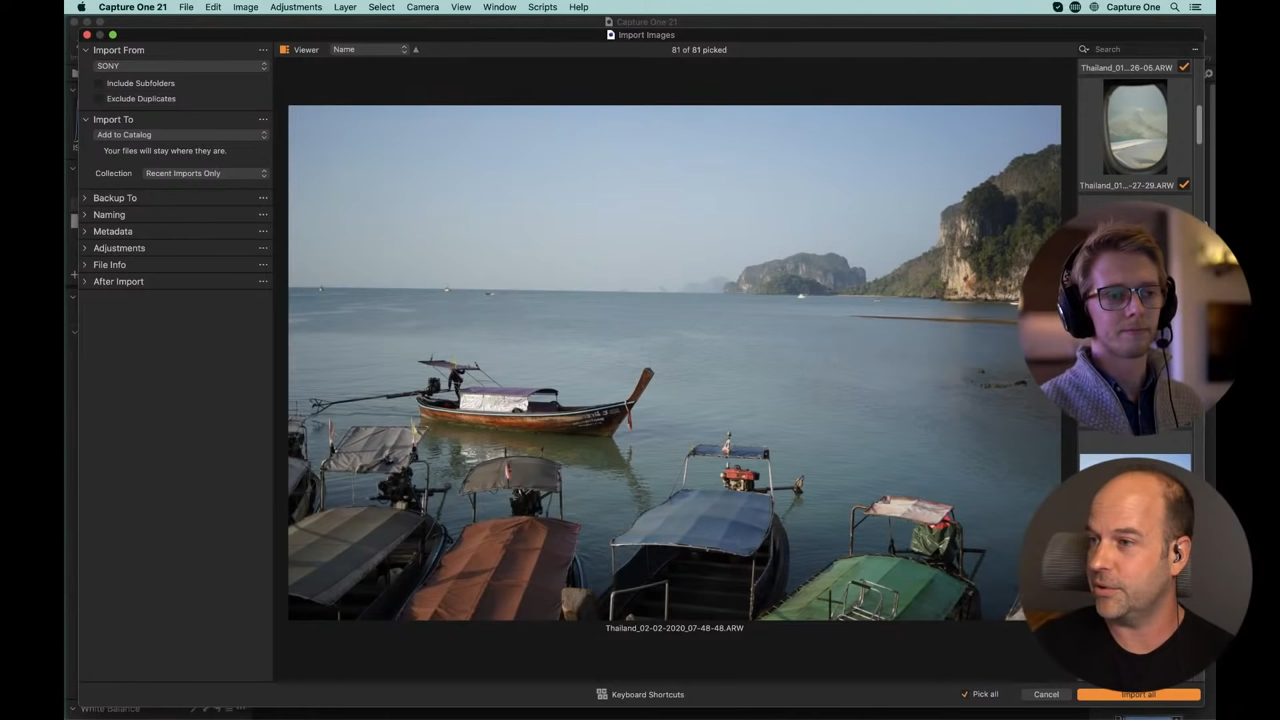 Capture One 21 File Edit Image Adjustments Layer Select Camera View Window Scripts Help Capture One
Capture One 21
Import Images
Import From
SONY
Include Subfolders
Exclude Duplicates
Import To
Add to Catalog
Your files will stay where they are.
Collection Recent Imports Only
Backup To
Naming
Metadata
Adjustments
File Info
After Import
Viewer Name 81 of 81 picked Search
Thailand_01...26-05.ARW
Thailand_01...-27-29.ARW
Thailand_02-02-2020_07-48-48.ARW
Keyboard Shortcuts Pick all Cancel Import all
White Balance